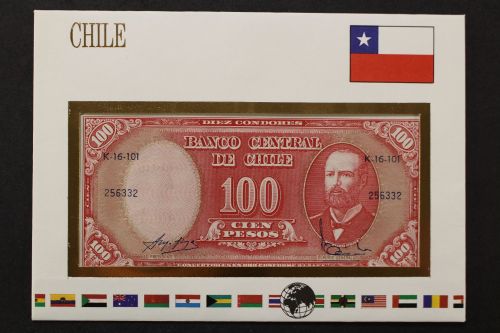 CHILE
DIEZ CONDORES
BANCO CENTRAL
DE CHILE
K-16-101
K-16-101
256332
256332
100
CIEN
PESOS
100
100
100
100